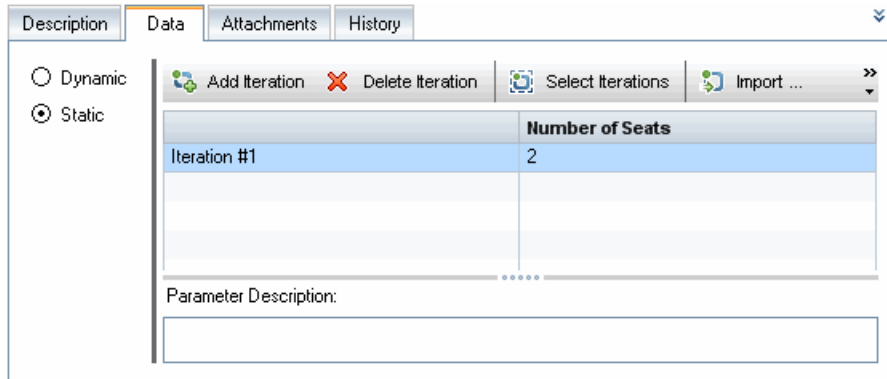 Description Data Attachments History
Dynamic
Static
Add Iteration Delete Iteration Select Iterations Import ...
Number of Seats
Iteration #1 2
Parameter Description: